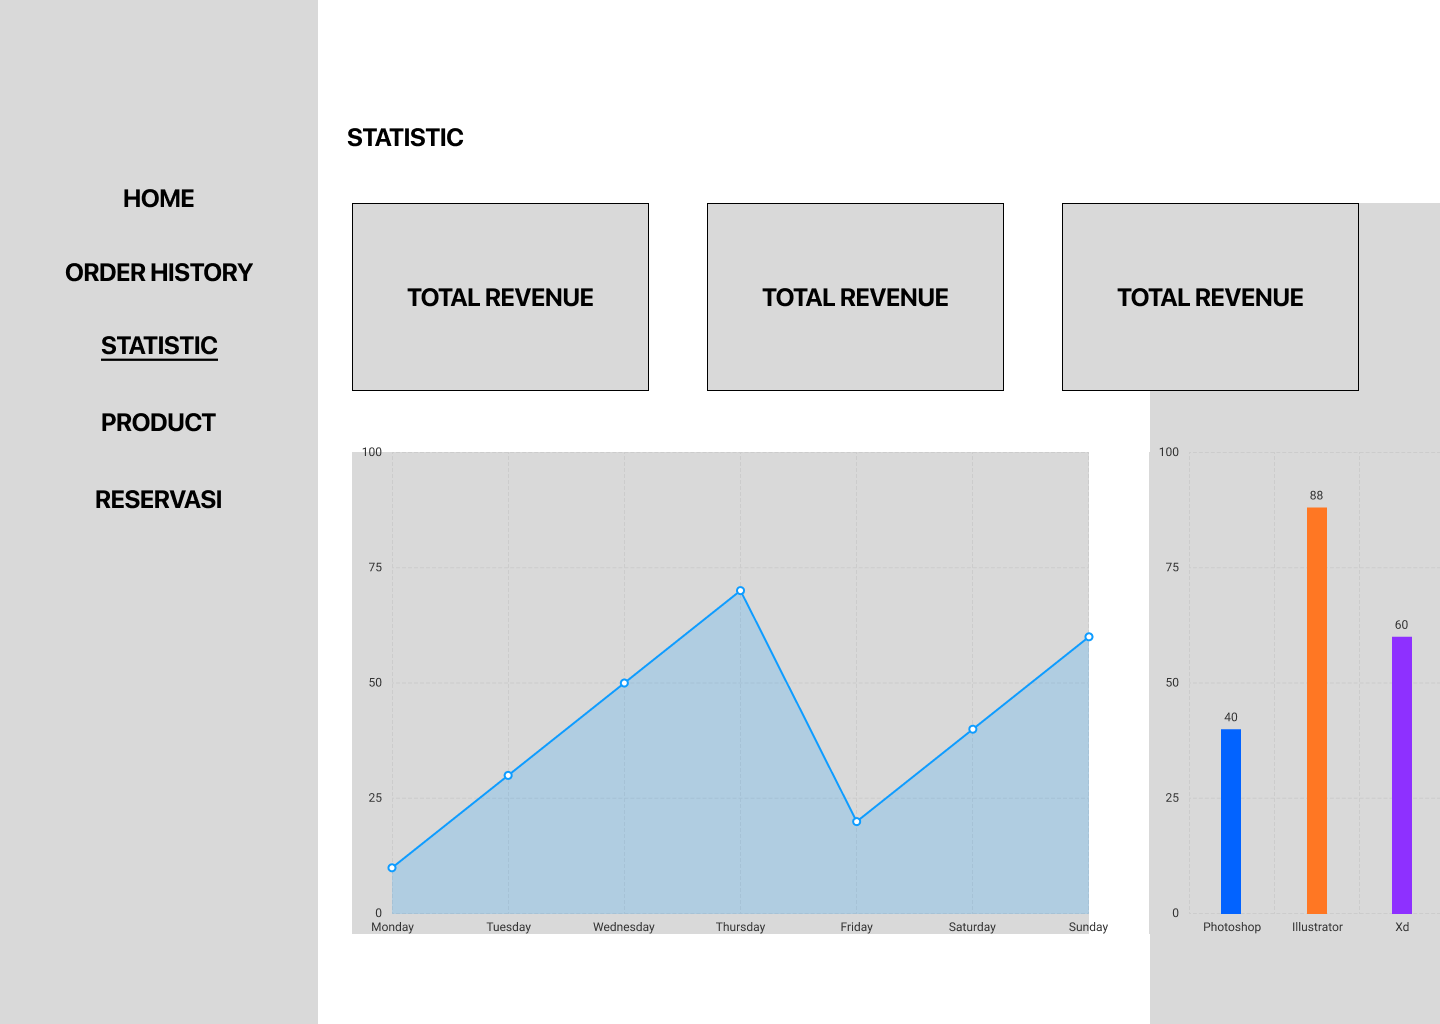 HOME
ORDER HISTORY
STATISTIC
PRODUCT
RESERVASI
STATISTIC
TOTAL REVENUE
TOTAL REVENUE
TOTAL REVENUE
100
75
50
25
0
Monday Tuesday Wednesday Thursday Friday Saturday Sunday
100
75
50
25
0
40
88
60
Photoshop Illustrator Xd